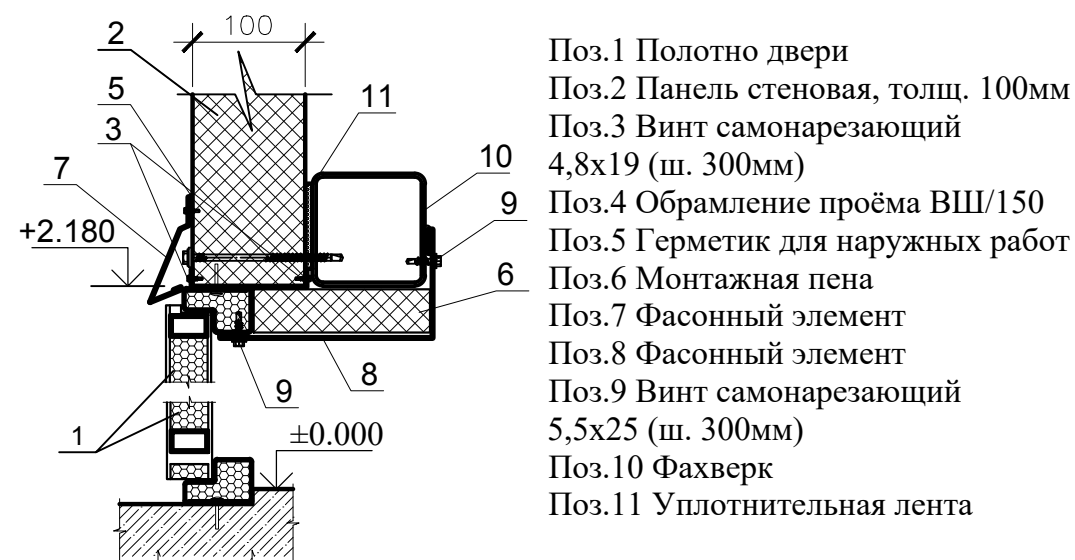 100
2
5
3
7
+2.180
11
10
9
6
8
9
1
±0.000
Поз.1 Полотно двери
Поз.2 Панель стеновая, толщ. 100мм
Поз.3 Винт самонарезающий
4,8х19 (ш. 300мм)
Поз.4 Обрамление проёма ВШ/150
Поз.5 Герметик для наружных работ
Поз.6 Монтажная пена
Поз.7 Фасонный элемент
Поз.8 Фасонный элемент
Поз.9 Винт самонарезающий
5,5х25 (ш. 300мм)
Поз.10 Фахверк
Поз.11 Уплотнительная лента